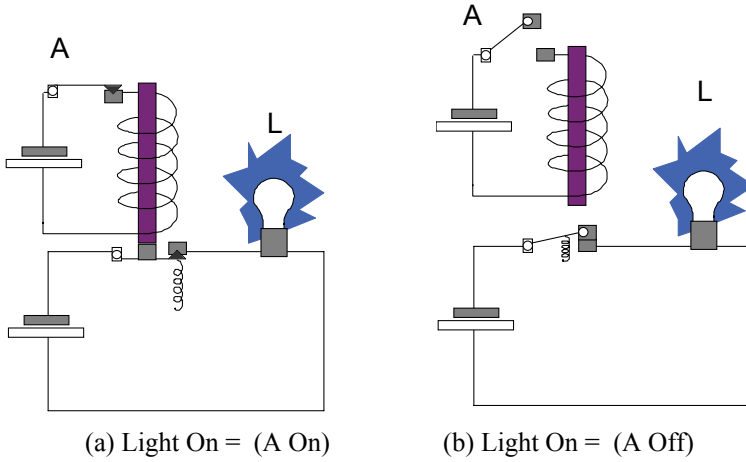 A
L
(a) Light On = (A On)
A
L
(b) Light On = (A Off)